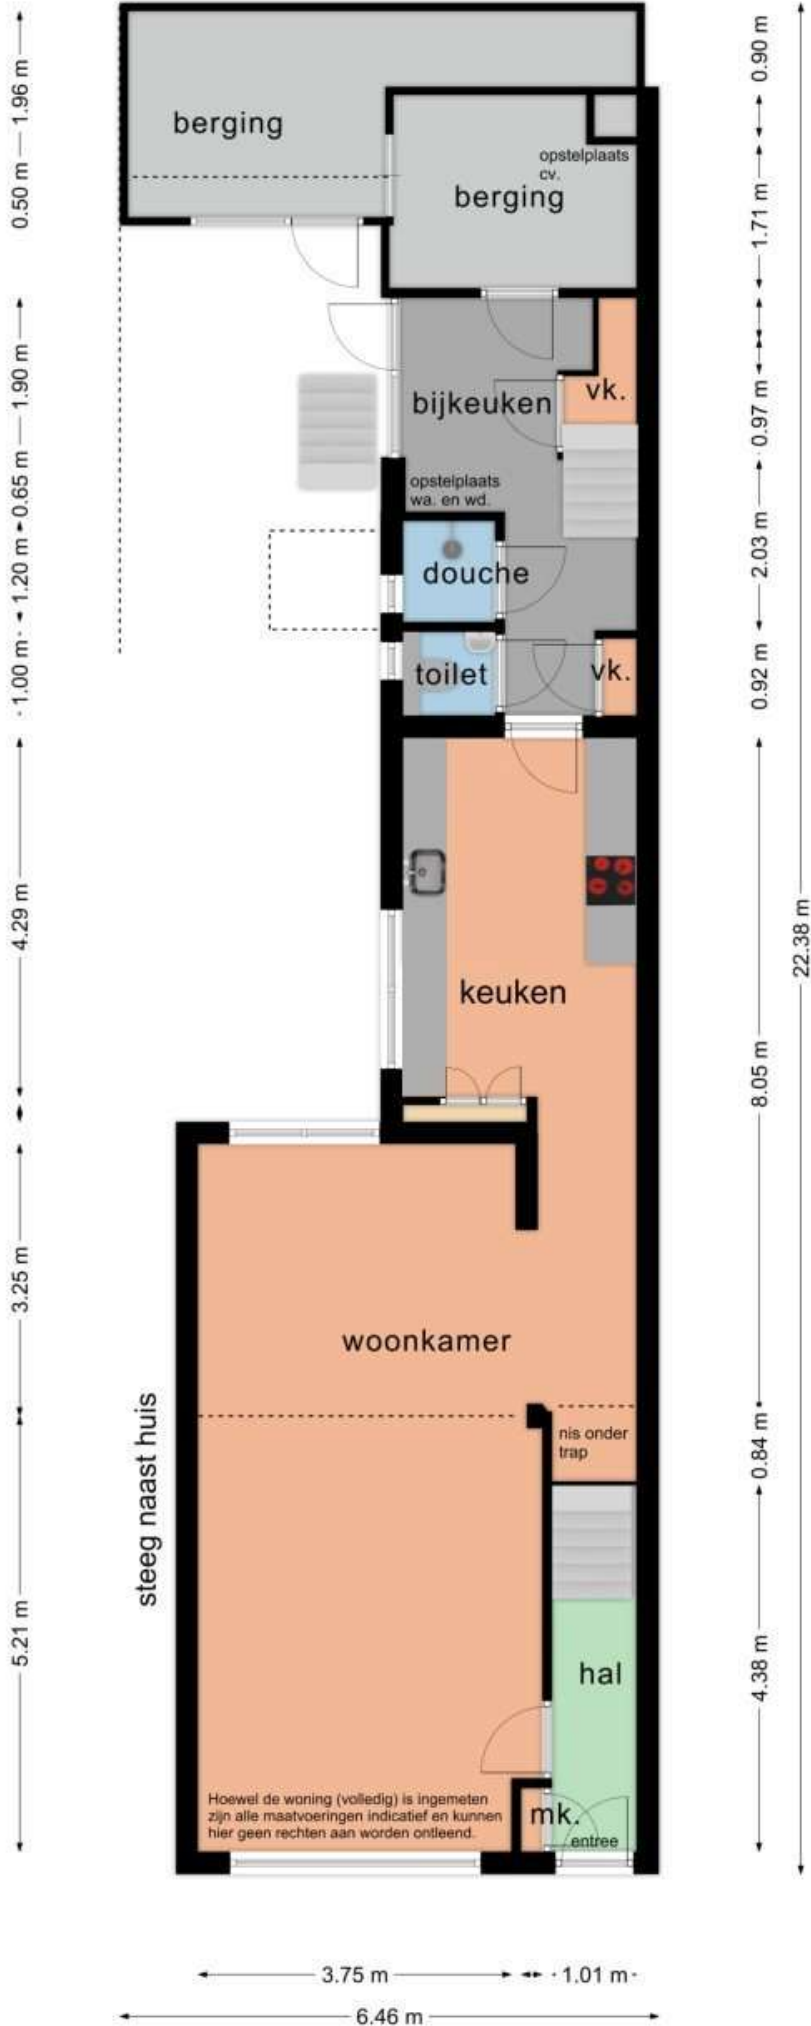 berging
opstelplaats
cv.
berging
bijkeuken
vk.
opstelplaats
wa. en wd.
douche
toilet
vk.
keuken
woonkamer
steeg naast huis
nis onder
trap
hal
Hoewel de woning (volledig) is ingemeten
zijn alle maatvoeringen indicatief en kunnen
hier geen rechten aan worden ontleend.
mk.
entree
1.96 m
0.50 m
1.90 m
0.65 m
1.20 m
1.00 m
4.29 m
3.25 m
5.21 m
0.90 m
1.71 m
0.97 m
2.03 m
0.92 m
8.05 m
0.84 m
4.38 m
22.38 m
3.75 m
1.01 m
6.46 m